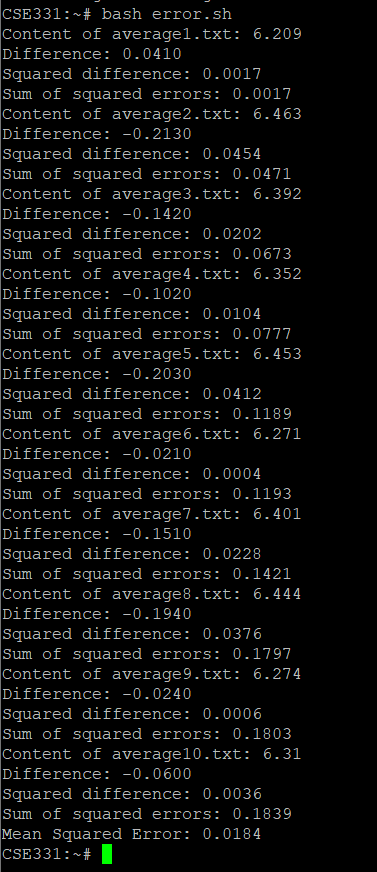 CSE331:~# bash error.sh
Content of average1.txt: 6.209
Difference: 0.0410
Squared difference: 0.0017
Sum of squared errors: 0.0017
Content of average2.txt: 6.463
Difference: -0.2130
Squared difference: 0.0454
Sum of squared errors: 0.0471
Content of average3.txt: 6.392
Difference: -0.1420
Squared difference: 0.0202
Sum of squared errors: 0.0673
Content of average4.txt: 6.352
Difference: -0.1020
Squared difference: 0.0104
Sum of squared errors: 0.0777
Content of average5.txt: 6.453
Difference: -0.2030
Squared difference: 0.0412
Sum of squared errors: 0.1189
Content of average6.txt: 6.271
Difference: -0.0210
Squared difference: 0.0004
Sum of squared errors: 0.1193
Content of average7.txt: 6.401
Difference: -0.1510
Squared difference: 0.0228
Sum of squared errors: 0.1421
Content of average8.txt: 6.444
Difference: -0.1940
Squared difference: 0.0376
Sum of squared errors: 0.1797
Content of average9.txt: 6.274
Difference: -0.0240
Squared difference: 0.0006
Sum of squared errors: 0.1803
Content of average10.txt: 6.31
Difference: -0.0600
Squared difference: 0.0036
Sum of squared errors: 0.1839
Mean Squared Error: 0.0184
CSE331:~#